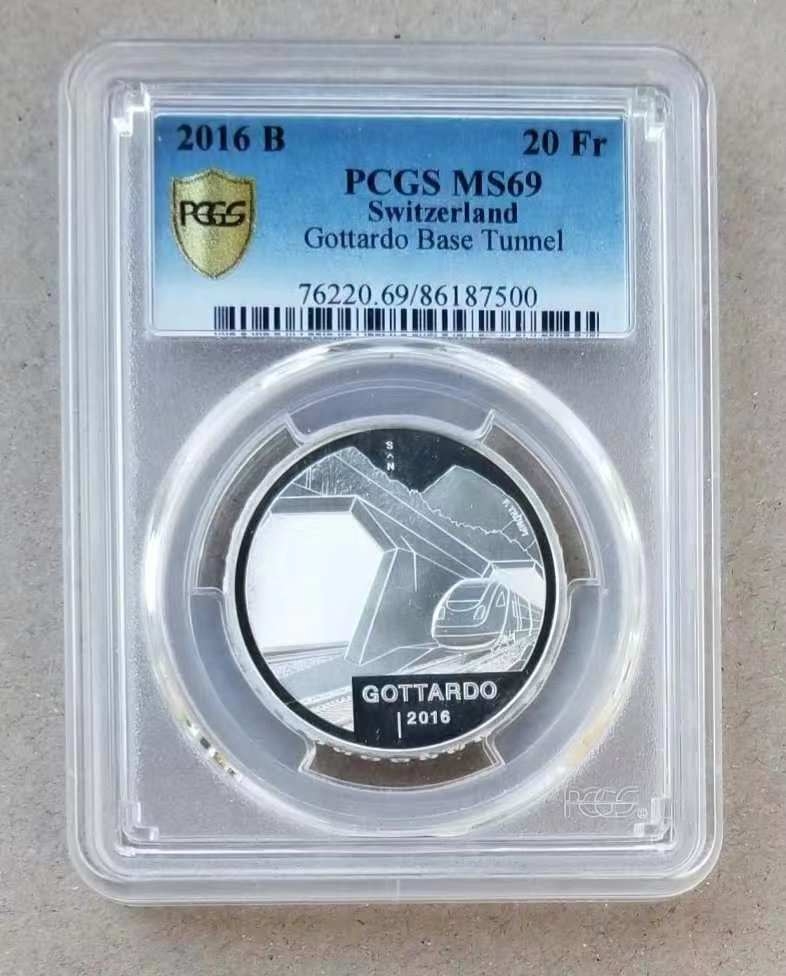 2016 B 20 Fr
PCGS MS69
PCGS
Switzerland
Gottardo Base Tunnel
76220.69/86187500
S
^
N
GOTTARDO
2016
PCGS